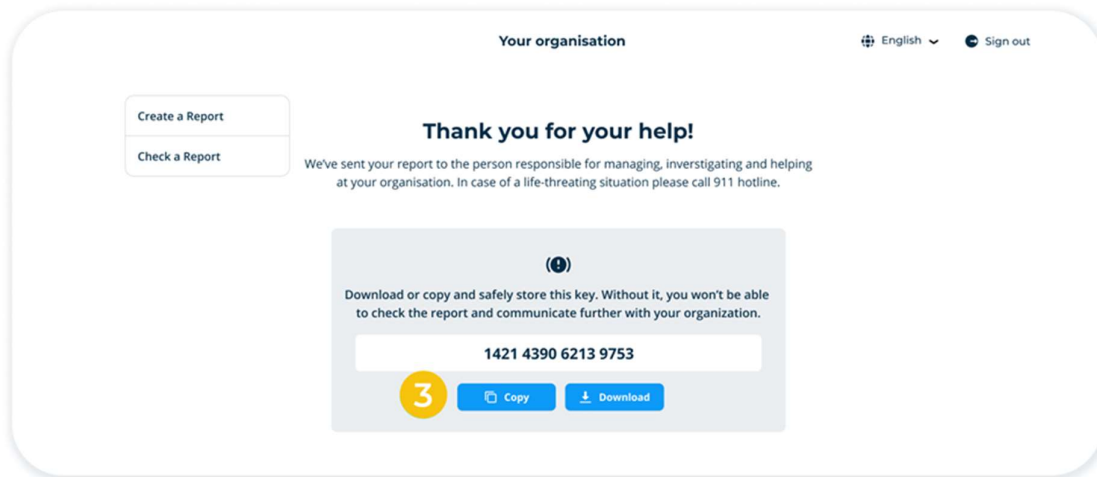 Your organisation
English
Sign out
Create a Report
Check a Report
Thank you for your help!
We've sent your report to the person responsible for managing, inverstigating and helping
at your organisation. In case of a life-threating situation please call 911 hotline.
Download or copy and safely store this key. Without it, you won't be able
to check the report and communicate further with your organization.
1421 4390 6213 9753
3
Copy
Download